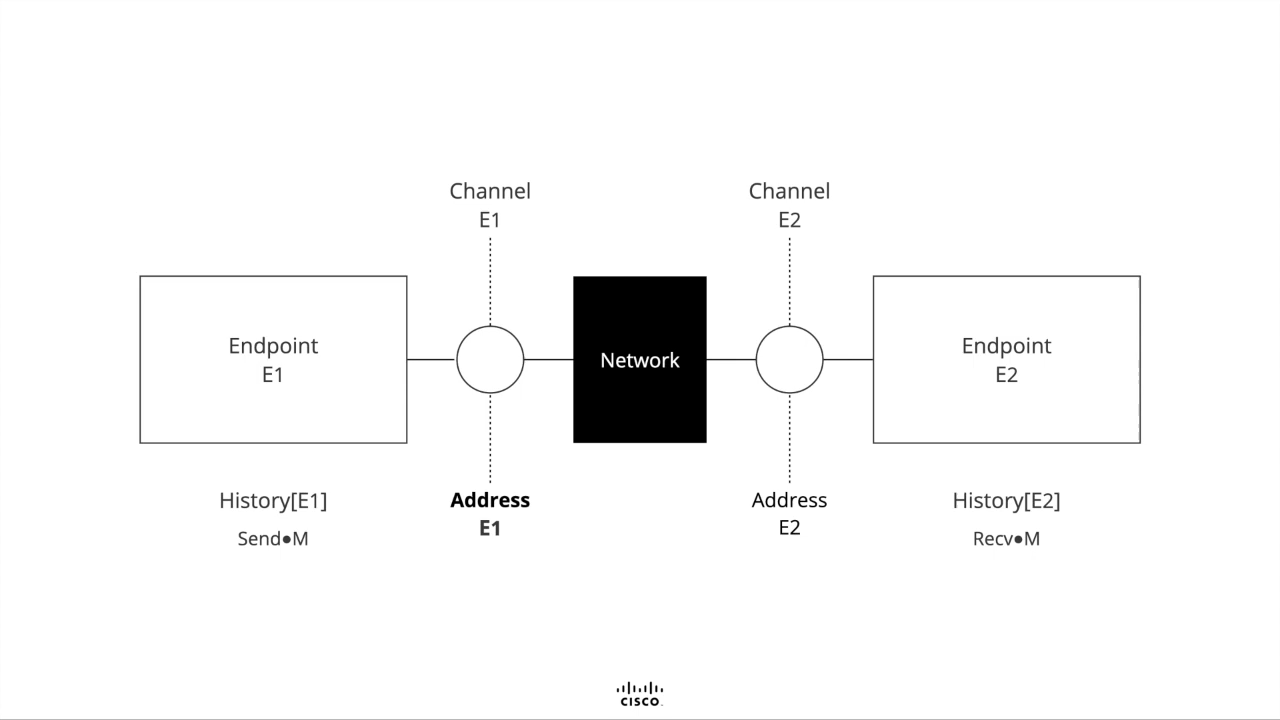 Channel
E1
Channel
E2
Endpoint
E1
Network
Endpoint
E2
History[E1]
Send●M
Address
E1
Address
E2
History[E2]
Recv●M
CISCO